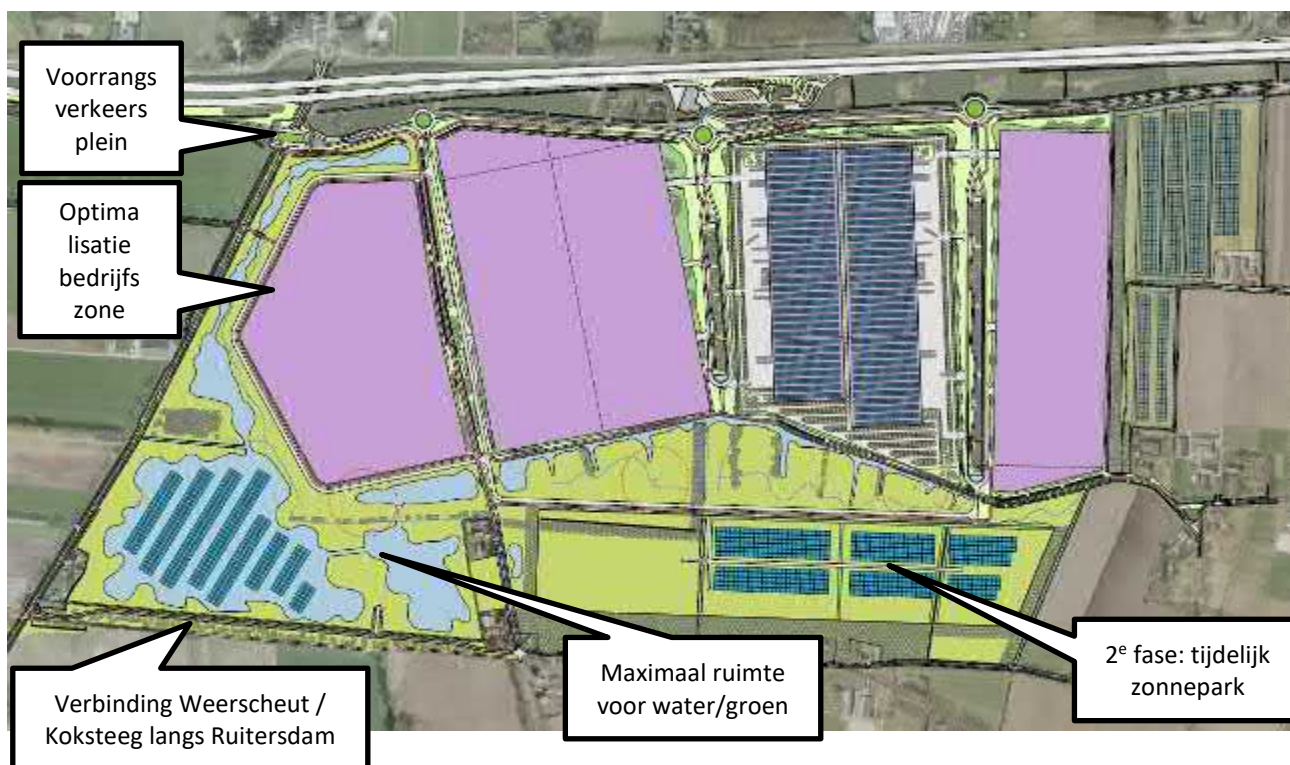 Voorrangs
verkeers
plein
Optima
lisatie
bedrijfs
zone
Verbinding Weerscheut /
Koksteeg langs Ruitersdam
Maximaal ruimte
voor water/groen
2e fase: tijdelijk
zonnepark